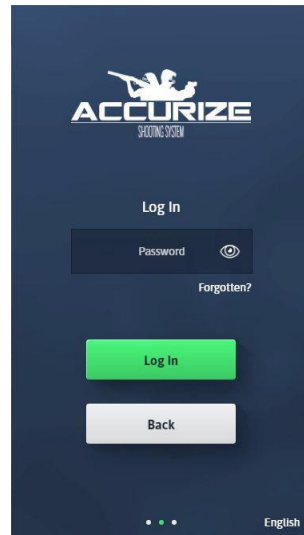 ACCURIZE
SHOOTING SYSTEM
Log In
Password
Forgotten?
Log In
Back
English